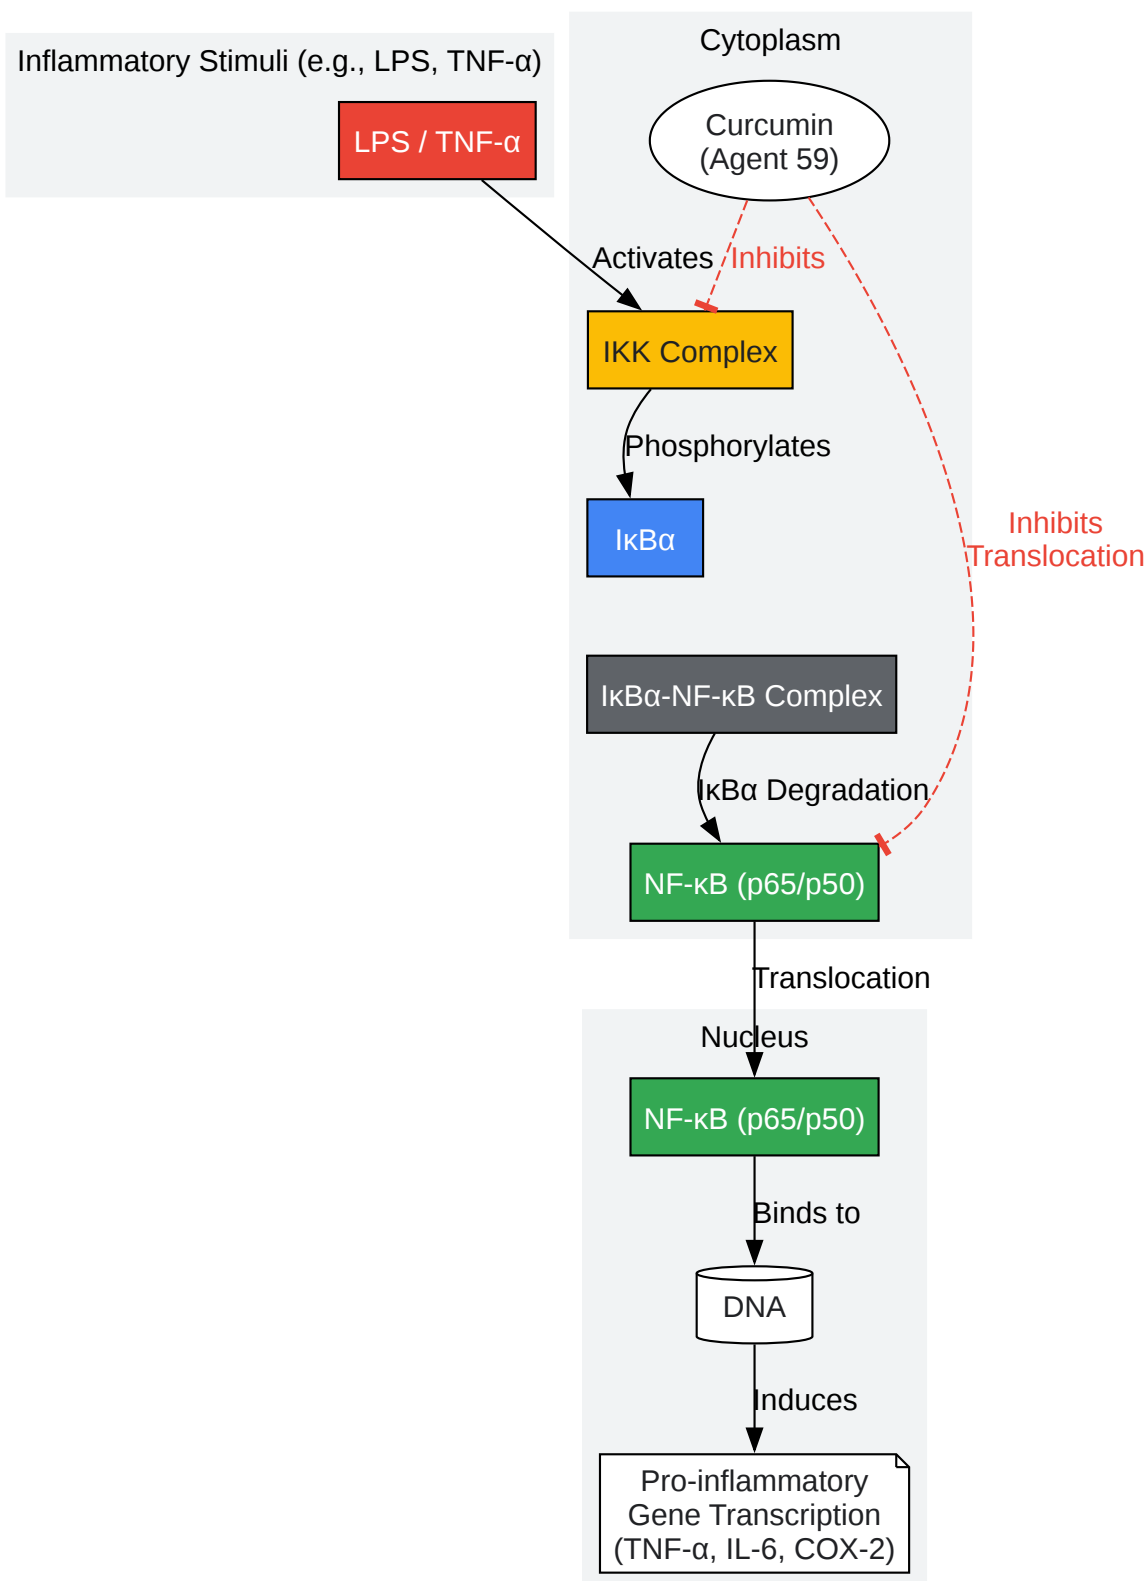 Cytoplasm
Inflammatory Stimuli (e.g., LPS, TNF-α)
Curcumin
(Agent 59)
LPS / TNF-α
Activates
Inhibits
IKK Complex
Phosphorylates
IκBα
Inhibits
Translocation
IκBα-NF-κB Complex
IκBα Degradation
NF-κB (p65/p50)
Translocation
Nucleus
NF-κB (p65/p50)
Binds to
DNA
Induces
Pro-inflammatory
Gene Transcription
(TNF-α, IL-6, COX-2)